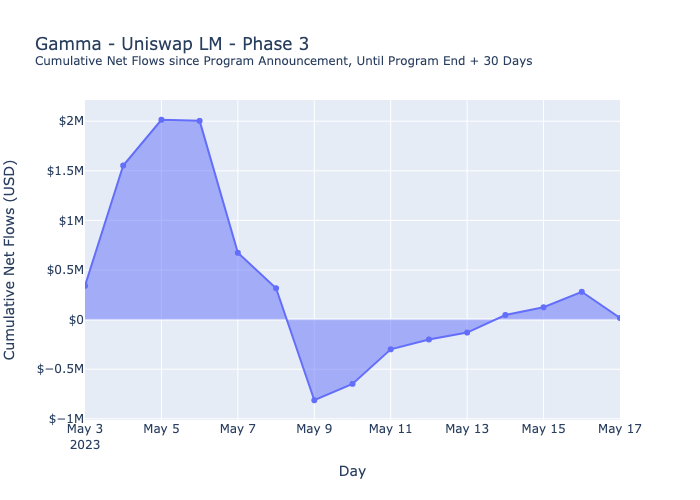 Gamma - Uniswap LM - Phase 3
Cumulative Net Flows since Program Announcement, Until Program End + 30 Days
Cumulative Net Flows (USD)
$2M
$1.5M
$1M
$0.5M
$0
$−0.5M
$−1M
May 3 May 5 May 7 May 9 May 11 May 13 May 15 May 17
2023
Day